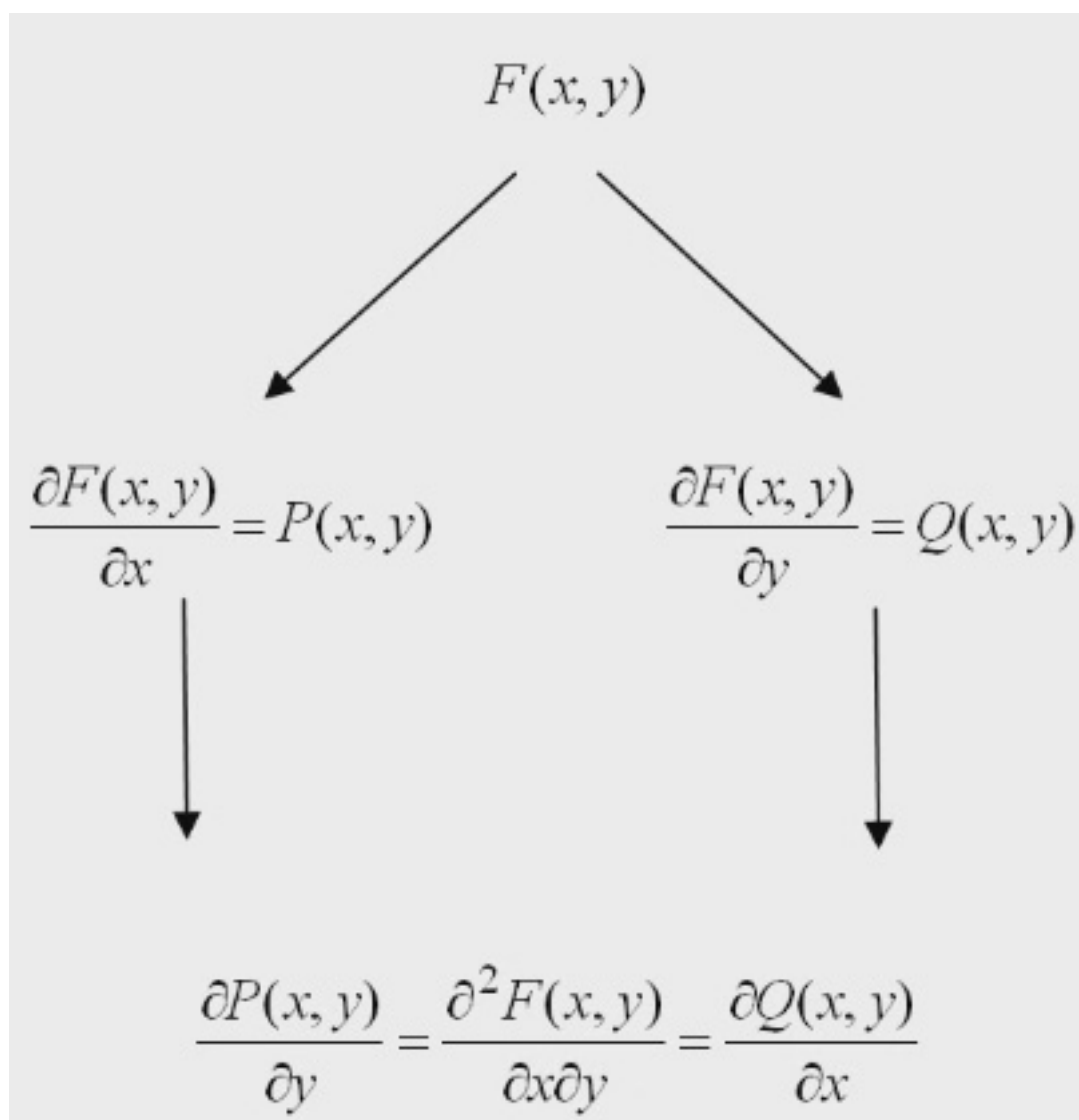 F(x, y)
∂F(x, y)/∂x = P(x, y)
∂F(x, y)/∂y = Q(x, y)
∂P(x, y)/∂y = ∂²F(x, y)/∂x∂y = ∂Q(x, y)/∂x